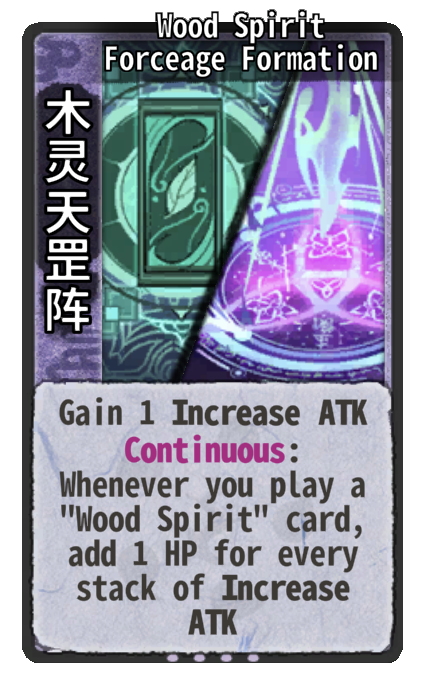 Wood Spirit
Forceage Formation
木灵天罡阵
Gain 1 Increase ATK
Continuous:
Whenever you play a
"Wood Spirit" card,
add 1 HP for every
stack of Increase
ATK